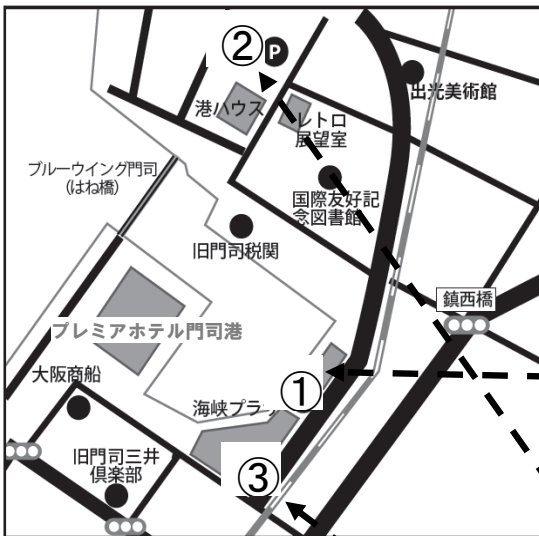 ②
P
出光美術館
港ハウス
レトロ
展望室
ブルーウイング門司
(はね橋)
国際友好記
念図書館
旧門司税関
鎮西橋
プレミアホテル門司港
大阪商船
①
海峡プラ
旧門司三井
倶楽部
③